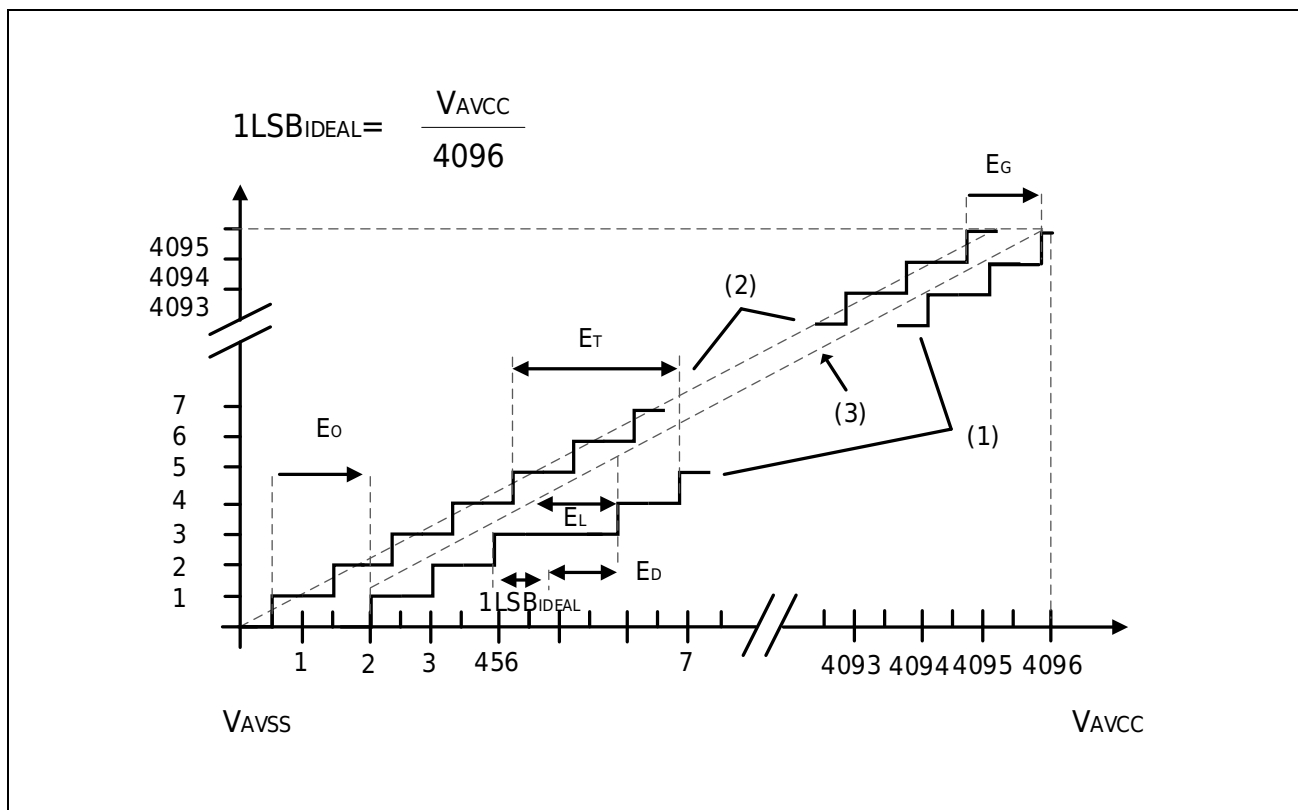 1LSBIDEAL= VAVCC
4096
EG
4095
4094
4093
(2)
ET
7
6
5
4
3
2
1
EO
(3)
(1)
EL
ED
1LSBIDEAL
1 2 3 456 7 4093 4094 4095 4096
VAVSS VAVCC